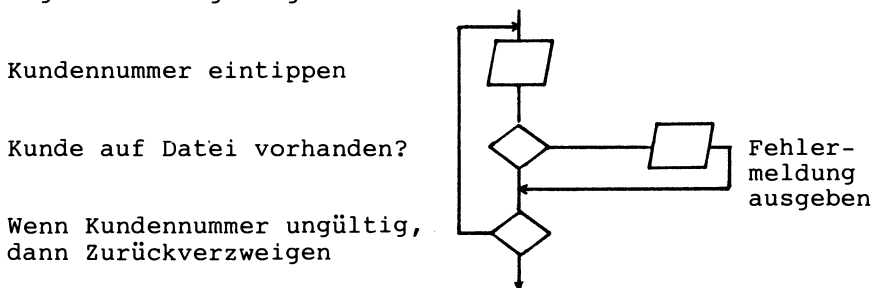 Kundennummer eintippen
Kunde auf Datei vorhanden?
Fehler-
meldung
ausgeben
Wenn Kundennummer ungültig,
dann Zurückverzweigen